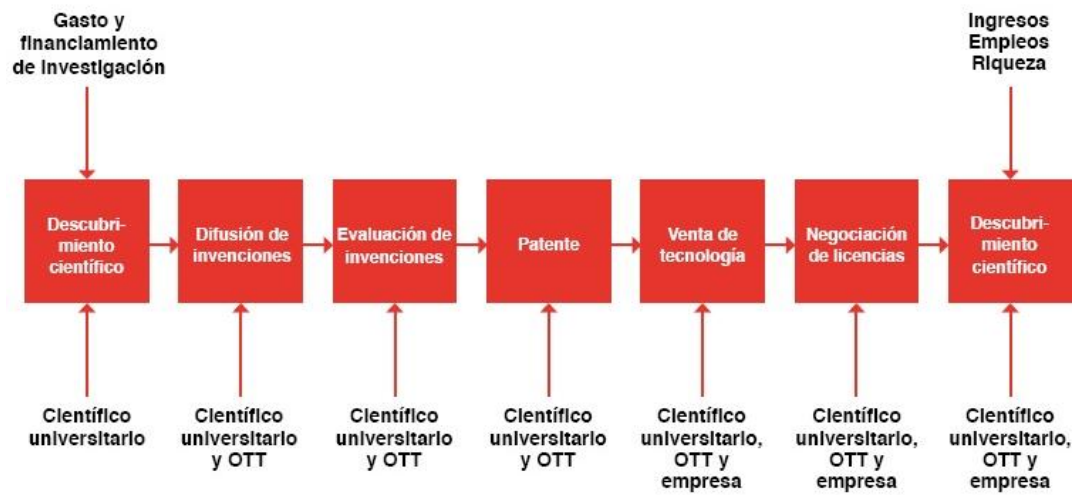 Gasto y
financiamiento
de investigación
Ingresos
Empleos
Riqueza
Descubri-
miento
científico
Difusión de
invenciones
Evaluación de
invenciones
Patente
Venta de
tecnología
Negociación
de licencias
Descubri-
miento
científico
Científico
universitario
Científico
universitario
y OTT
Científico
universitario
y OTT
Científico
universitario
y OTT
Científico
universitario,
OTT y
empresa
Científico
universitario,
OTT y
empresa
Científico
universitario,
OTT y
empresa